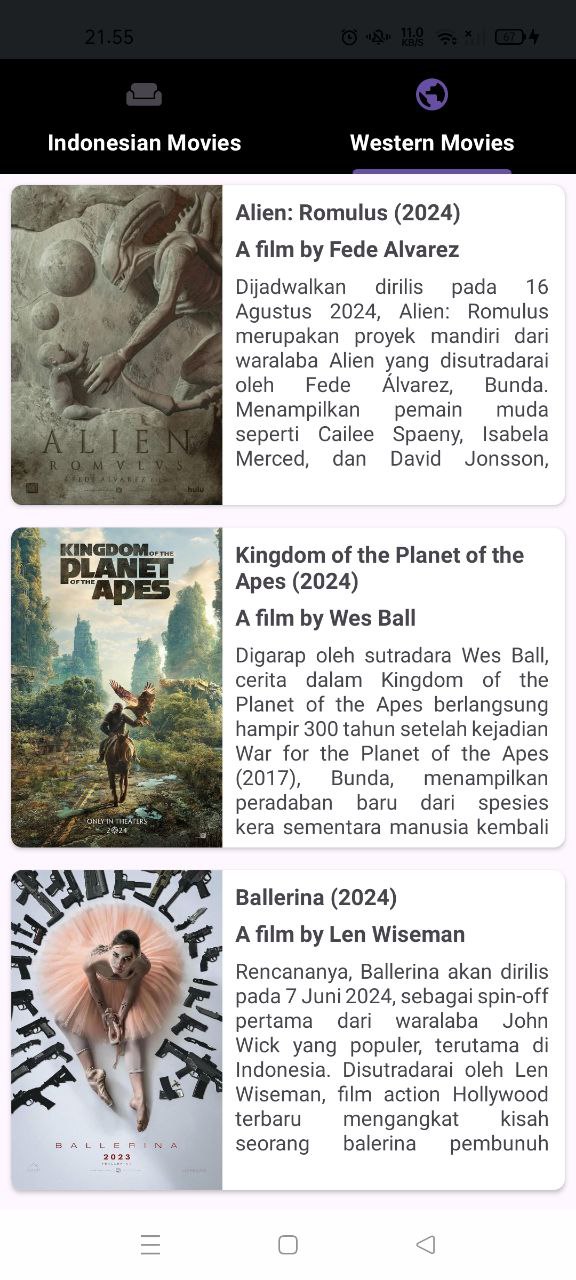 21.55
11.0
KB/S
67
Indonesian Movies
Western Movies
ALIEN
ROMVLVS
hulu
Alien: Romulus (2024)
A film by Fede Alvarez
Dijadwalkan dirilis pada 16
Agustus 2024, Alien: Romulus
merupakan proyek mandiri dari
waralaba Alien yang disutradarai
oleh Fede Álvarez, Bunda.
Menampilkan pemain muda
seperti Cailee Spaeny, Isabela
Merced, dan David Jonsson,
KINGDOM OF THE
PLANET
OF THE APES
ONLY IN THEATERS
2024
Kingdom of the Planet of the
Apes (2024)
A film by Wes Ball
Digarap oleh sutradara Wes Ball,
cerita dalam Kingdom of the
Planet of the Apes berlangsung
hampir 300 tahun setelah kejadian
War for the Planet of the Apes
(2017), Bunda, menampilkan
peradaban baru dari spesies
kera sementara manusia kembali
BALLERINA
2023
Ballerina (2024)
A film by Len Wiseman
Rencananya, Ballerina akan dirilis
pada 7 Juni 2024, sebagai spin-off
pertama dari waralaba John
Wick yang populer, terutama di
Indonesia. Disutradarai oleh Len
Wiseman, film action Hollywood
terbaru mengangkat kisah
seorang balerina pembunuh